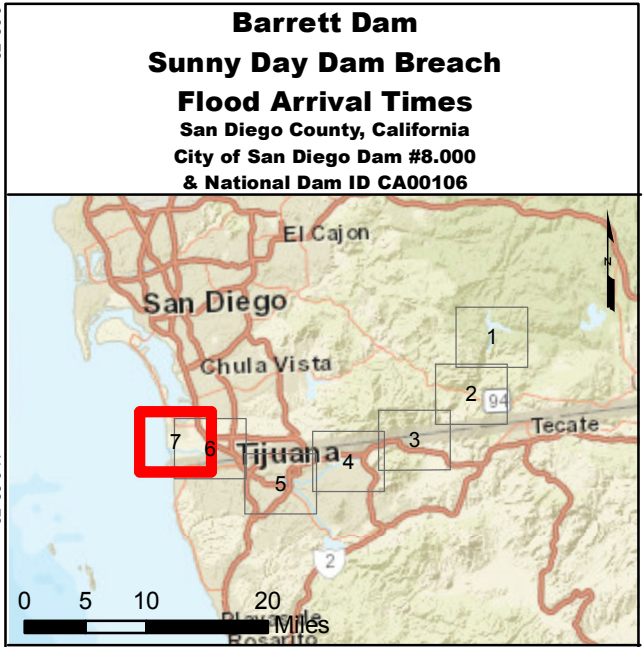 Barrett Dam
Sunny Day Dam Breach
Flood Arrival Times
San Diego County, California
City of San Diego Dam #8.000
& National Dam ID CA00106
N
El Cajon
San Diego
1
Chula Vista
2
94
Tecate
7
6
Tijuana
3
4
5
2
0 5 10 20
Miles
Rosarito